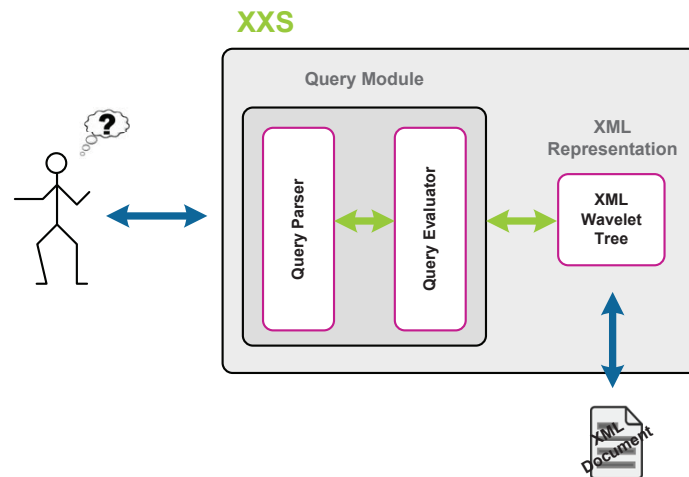 XXS
Query Module
?
XML
Representation
Query Parser
Query Evaluator
XML
Wavelet
Tree
XML
Document